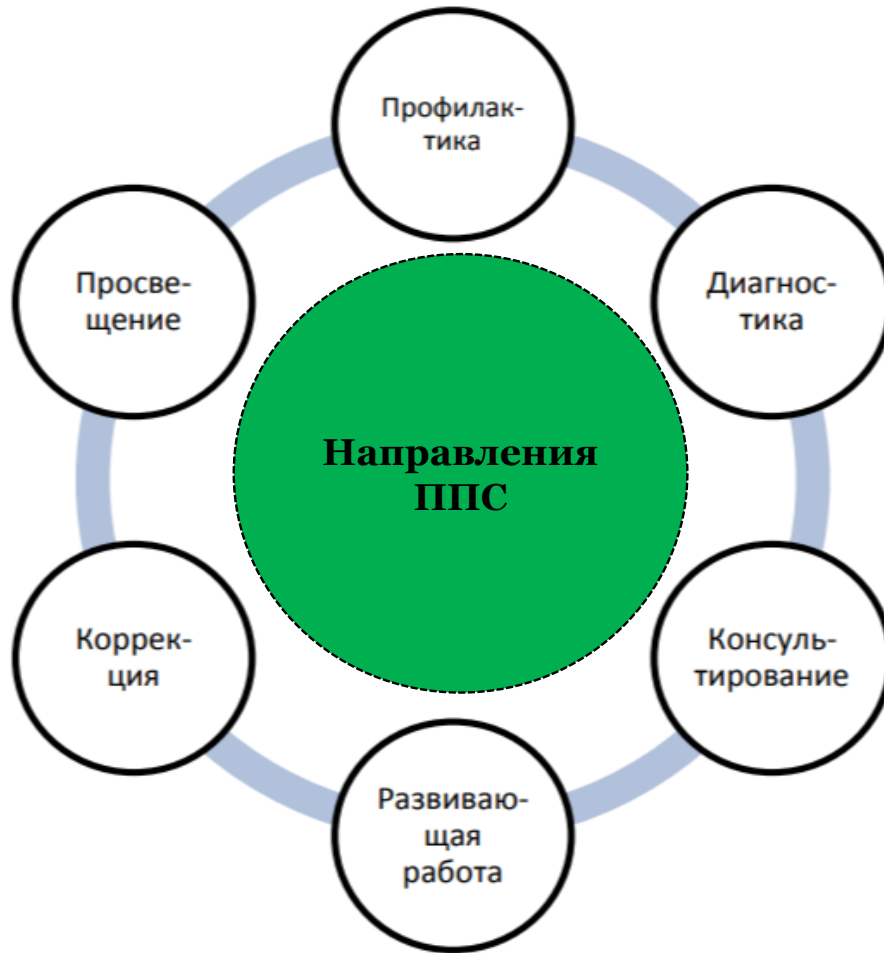 Профилак-
тика
Просве-
щение
Диагнос-
тика
Направления
ППС
Коррек-
ция
Консуль-
тирование
Развиваю-
щая
работа